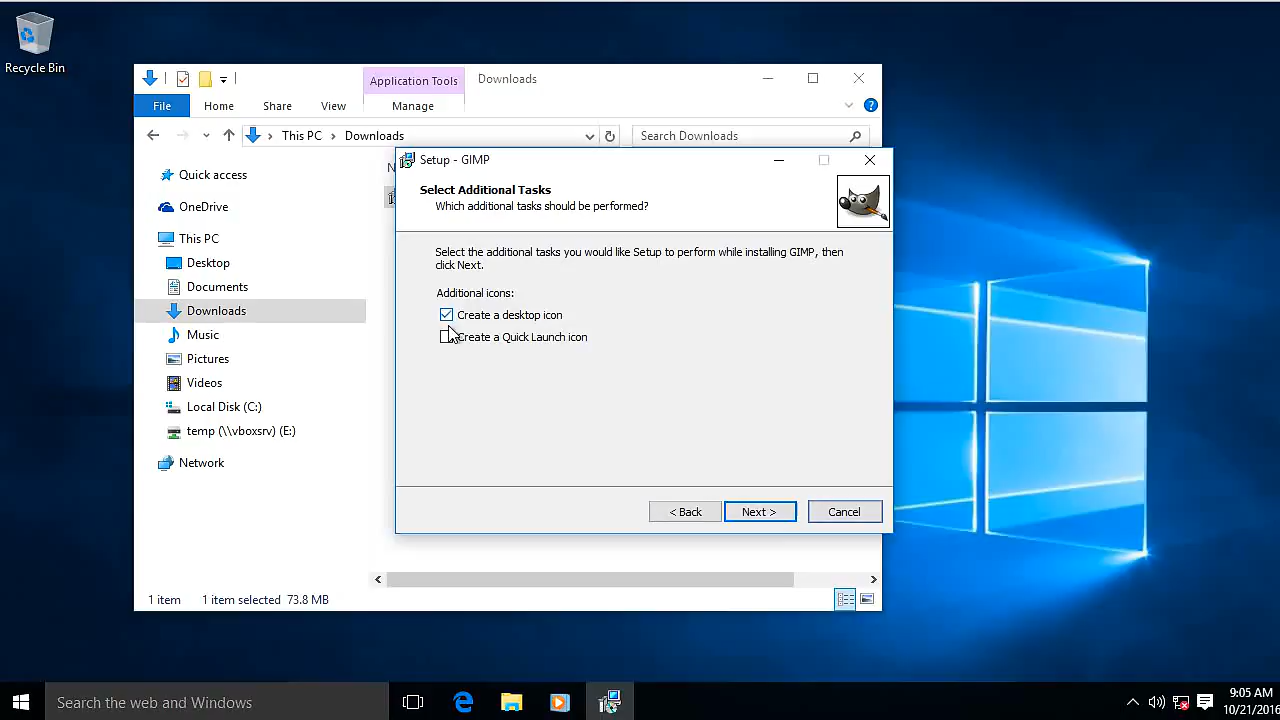 Recycle Bin
Application Tools
Downloads
File
Home
Share
View
Manage
This PC
Downloads
Search Downloads
Quick access
OneDrive
This PC
Desktop
Documents
Downloads
Music
Pictures
Videos
Local Disk (C:)
temp (\\vboxsrv) (E:)
Network
Setup - GIMP
Select Additional Tasks
Which additional tasks should be performed?
Select the additional tasks you would like Setup to perform while installing GIMP, then
click Next.
Additional icons:
Create a desktop icon
Create a Quick Launch icon
< Back
Next >
Cancel
1 item
1 item selected 73.8 MB
Search the web and Windows
9:05 AM
10/21/2016